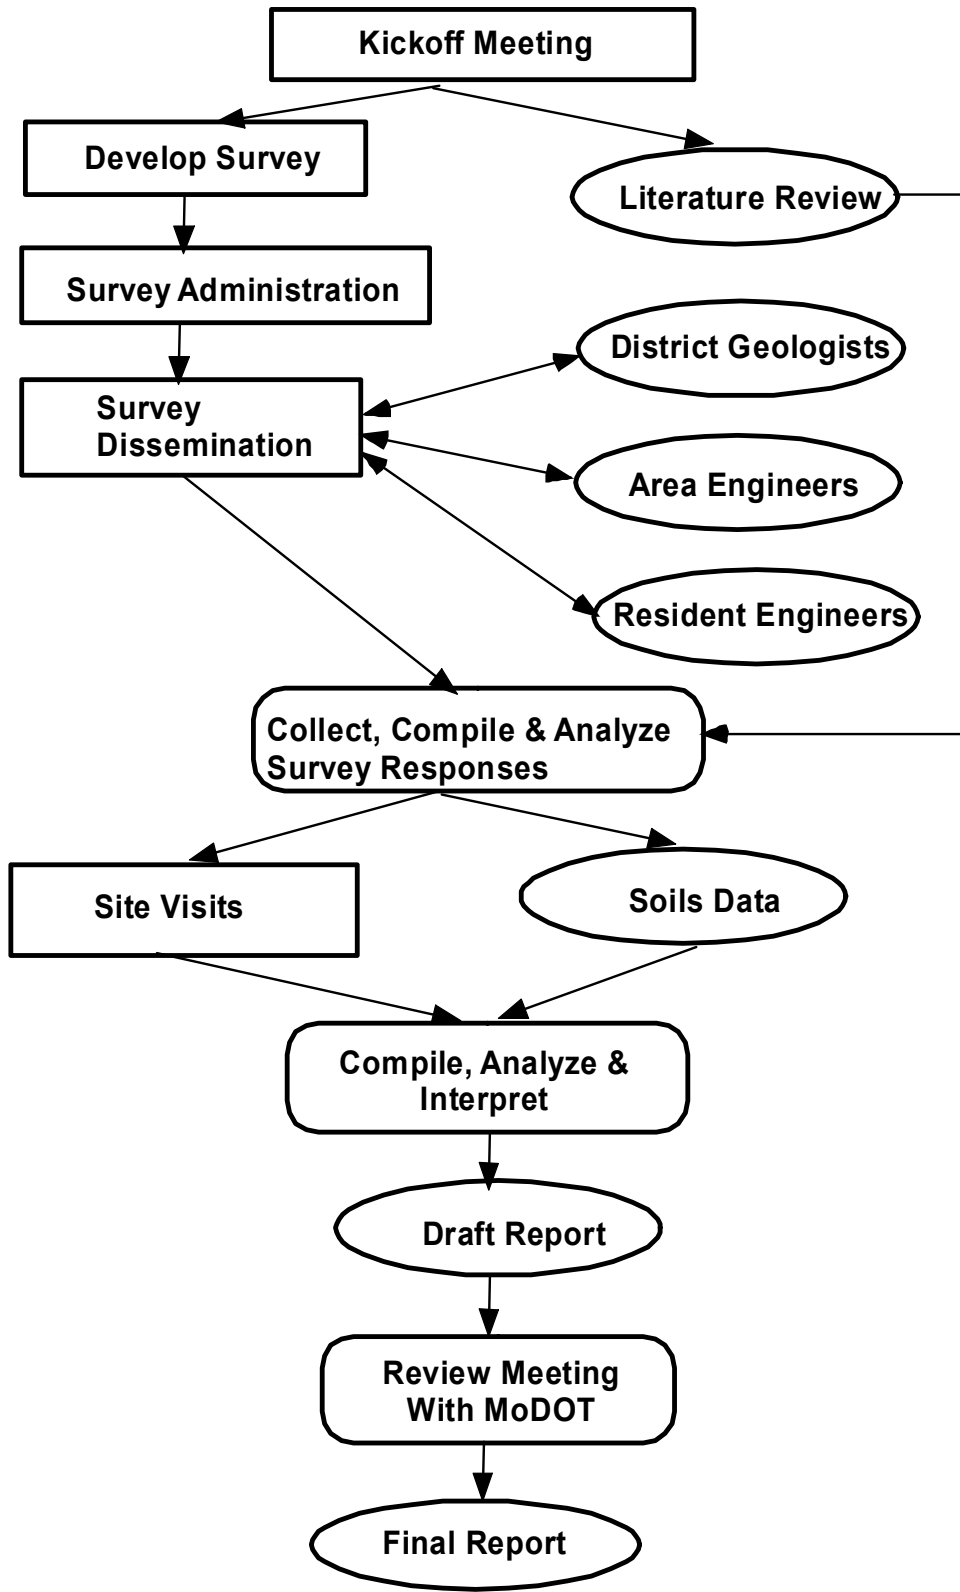 Kickoff Meeting
Develop Survey
Literature Review
Survey Administration
District Geologists
Survey
Dissemination
Area Engineers
Resident Engineers
Collect, Compile & Analyze
Survey Responses
Site Visits
Soils Data
Compile, Analyze &
Interpret
Draft Report
Review Meeting
With MoDOT
Final Report